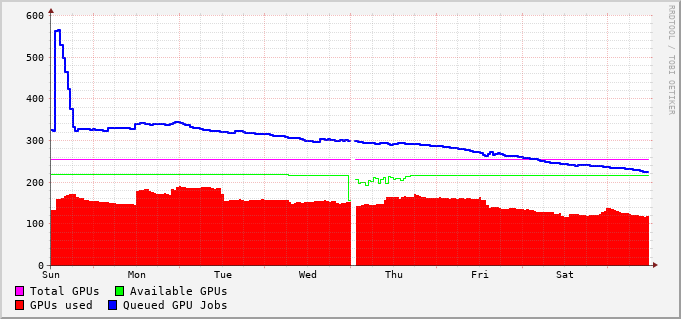 600
500
400
300
200
100
0
Sun Mon Tue Wed Thu Fri Sat
Total GPUs Available GPUs
GPUs used Queued GPU Jobs
RRDTOOL / TOBI OETIKER